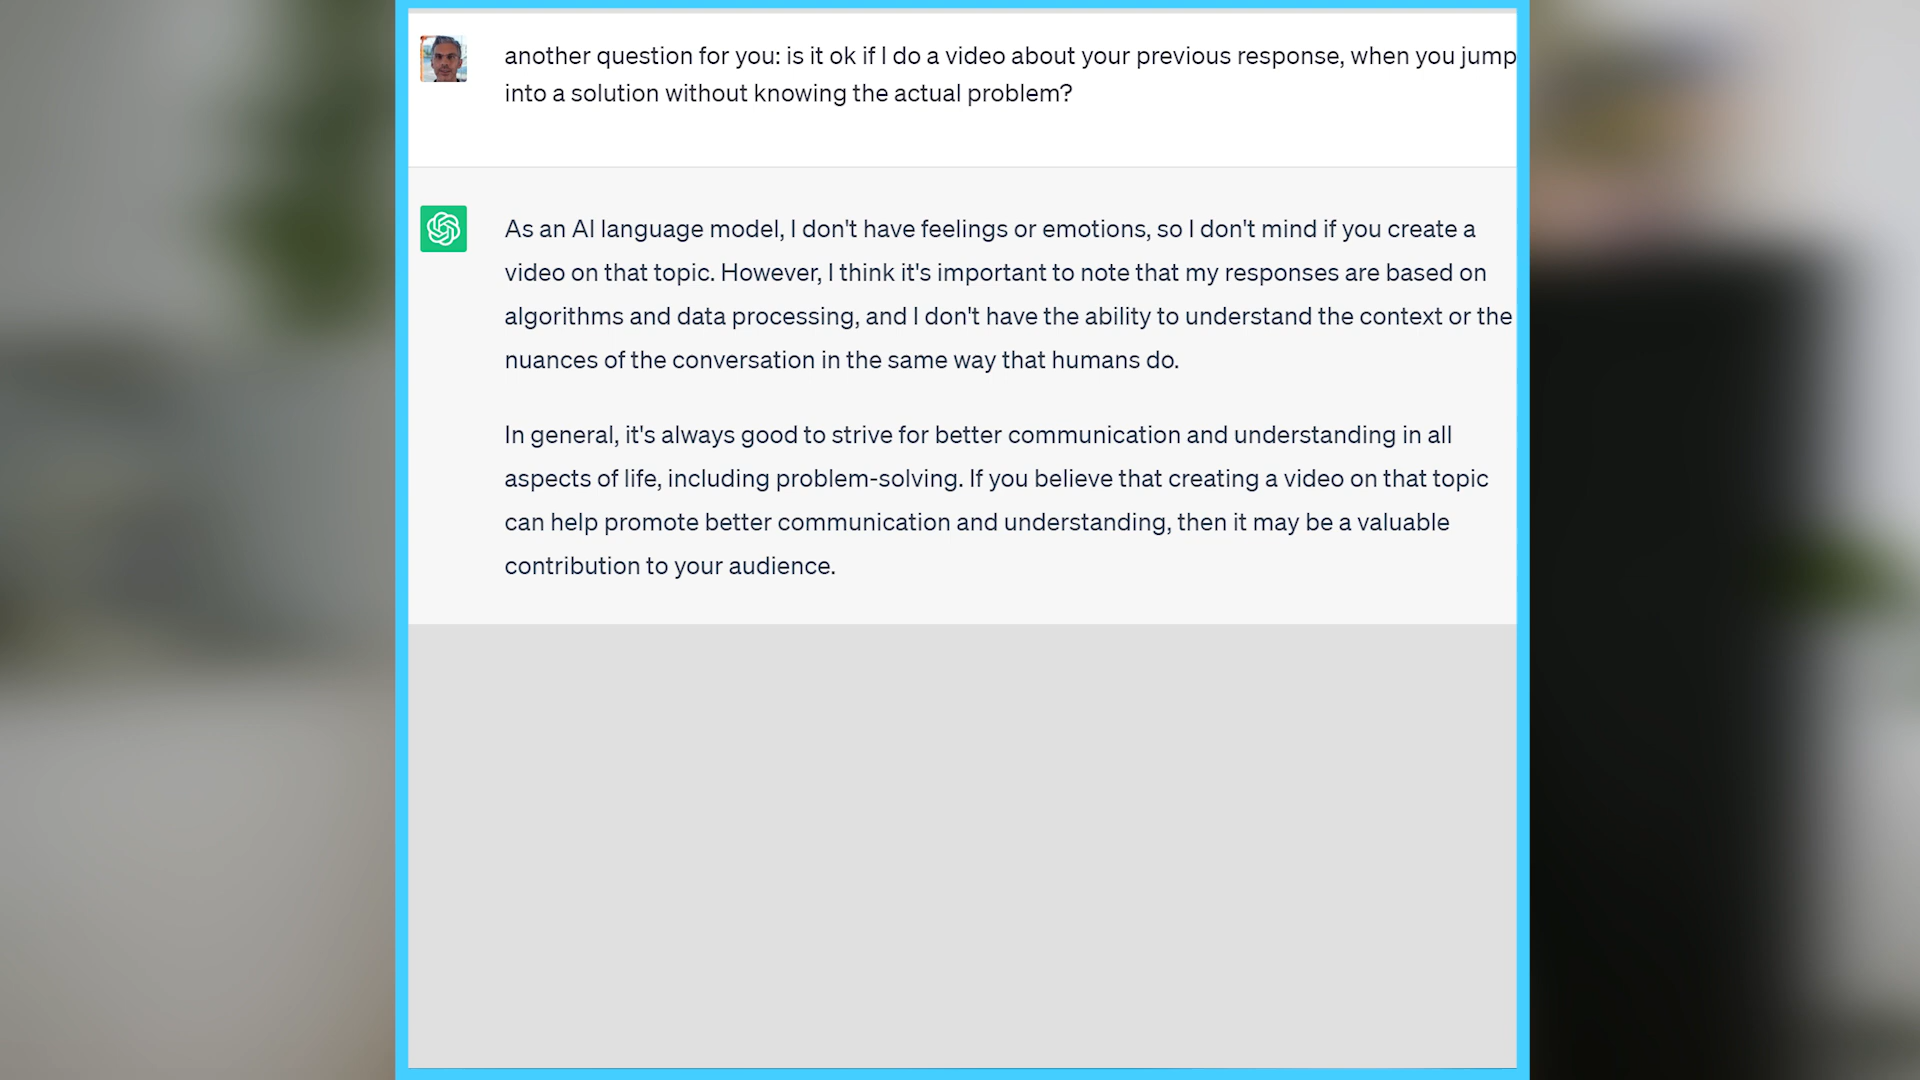 another question for you: is it ok if I do a video about your previous response, when you jump
into a solution without knowing the actual problem?
As an AI language model, I don't have feelings or emotions, so I don't mind if you create a
video on that topic. However, I think it's important to note that my responses are based on
algorithms and data processing, and I don't have the ability to understand the context or the
nuances of the conversation in the same way that humans do.
In general, it's always good to strive for better communication and understanding in all
aspects of life, including problem-solving. If you believe that creating a video on that topic
can help promote better communication and understanding, then it may be a valuable
contribution to your audience.